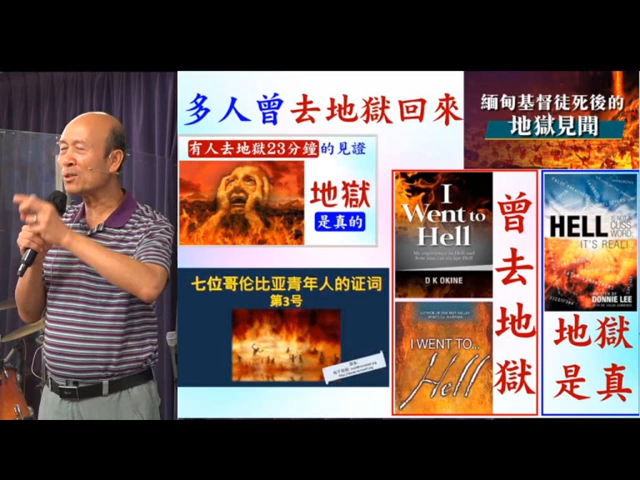 多人曾去地獄回來
有人去地獄23分鐘的見證
地獄
是真的
七位哥伦比亚青年人的证词
第3号
緬甸基督徒死後的
地獄見聞
I
Went to
Hell
D K OKINE
I WENT TO...
Hell
曾去地獄
HELL
IT'S REAL!
DONNIE LEE
地獄
是真